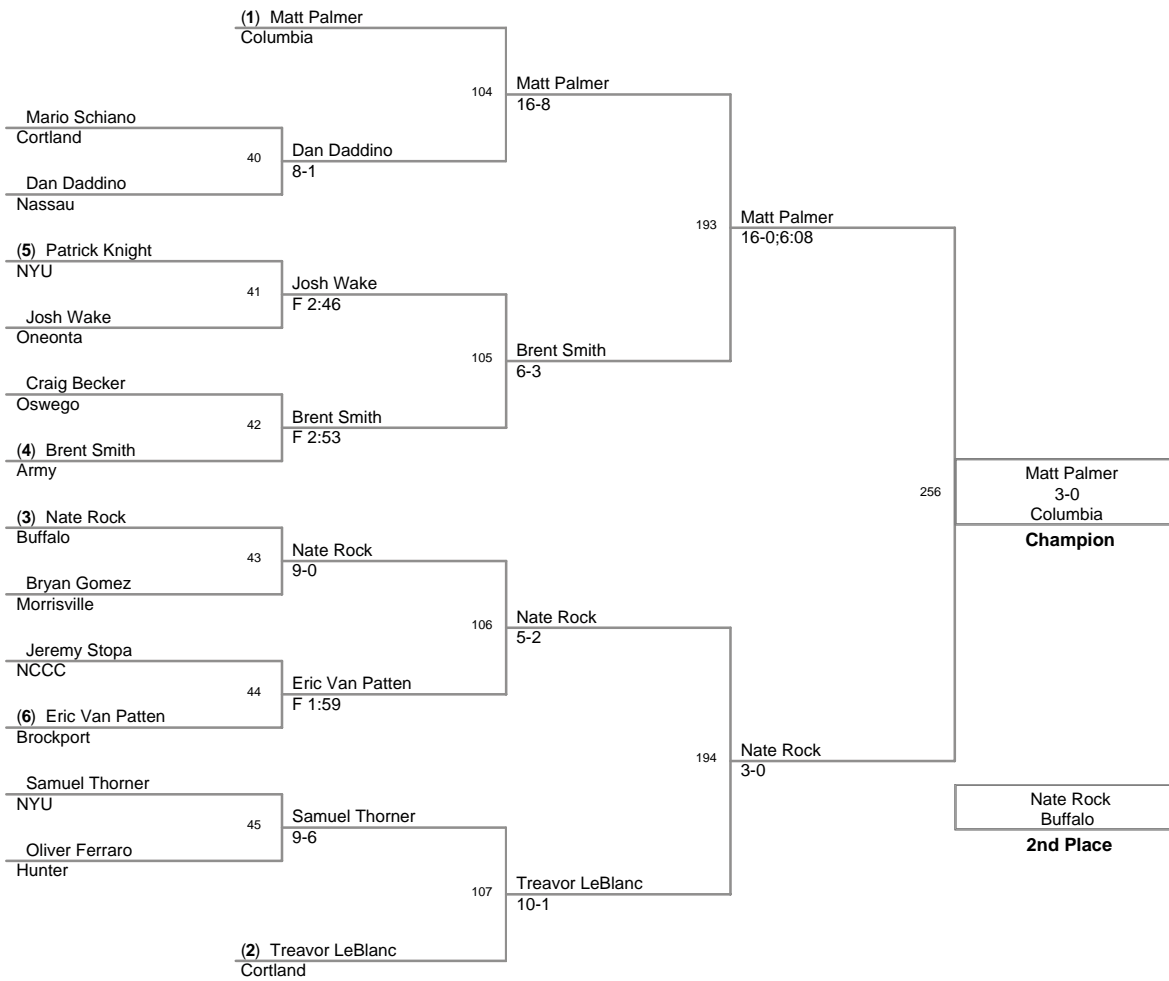 (1) Matt Palmer
Columbia
104
Matt Palmer
16-8
Mario Schiano
Cortland
40
Dan Daddino
8-1
Dan Daddino
Nassau
193
Matt Palmer
16-0;6:08
(5) Patrick Knight
NYU
41
Josh Wake
F 2:46
Josh Wake
Oneonta
105
Brent Smith
6-3
Craig Becker
Oswego
42
Brent Smith
F 2:53
(4) Brent Smith
Army
256
Matt Palmer
3-0
Columbia
Champion
(3) Nate Rock
Buffalo
43
Nate Rock
9-0
Bryan Gomez
Morrisville
106
Nate Rock
5-2
Jeremy Stopa
NCCC
44
Eric Van Patten
F 1:59
(6) Eric Van Patten
Brockport
194
Nate Rock
3-0
Samuel Thorner
NYU
45
Samuel Thorner
9-6
Oliver Ferraro
Hunter
Nate Rock
Buffalo
2nd Place
107
Treavor LeBlanc
10-1
(2) Treavor LeBlanc
Cortland